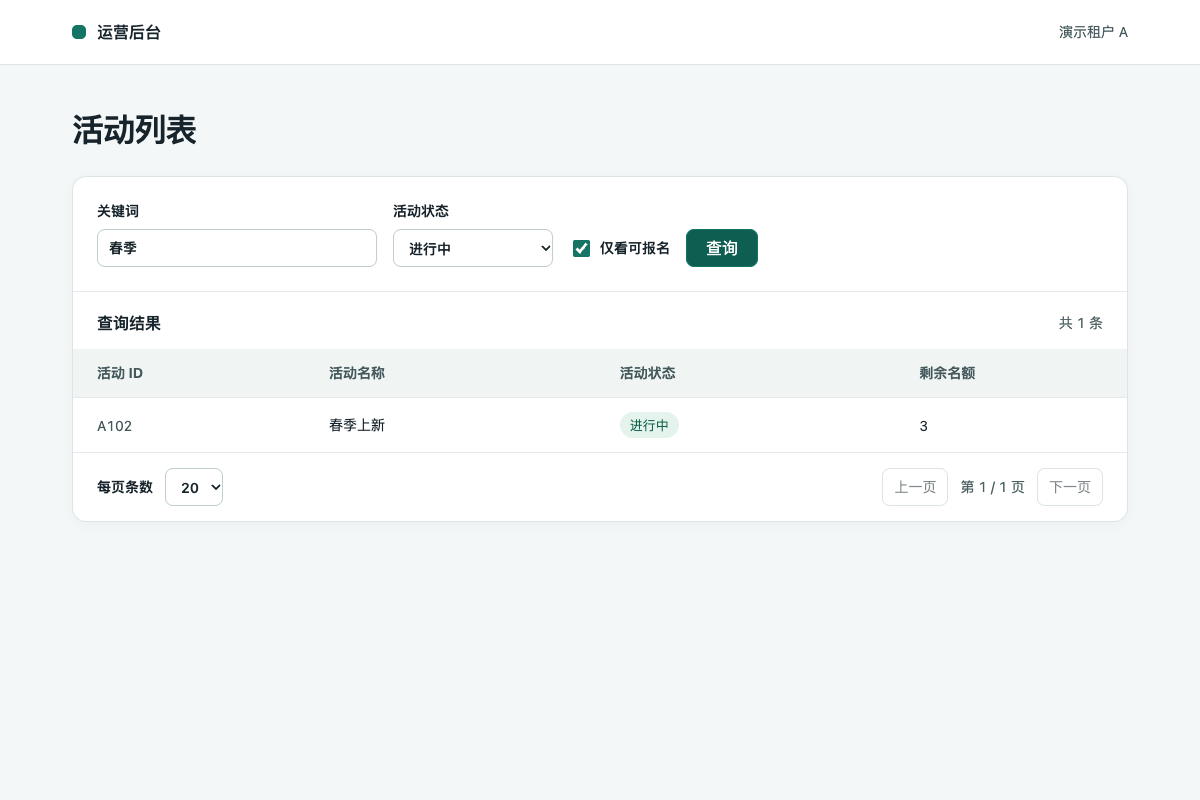 运营后台
演示租户 A
活动列表
关键词
活动状态
春季
进行中
仅看可报名
查询
查询结果
共 1 条
活动 ID
活动名称
活动状态
剩余名额
A102
春季上新
进行中
3
每页条数
20
上一页
第 1 / 1 页
下一页